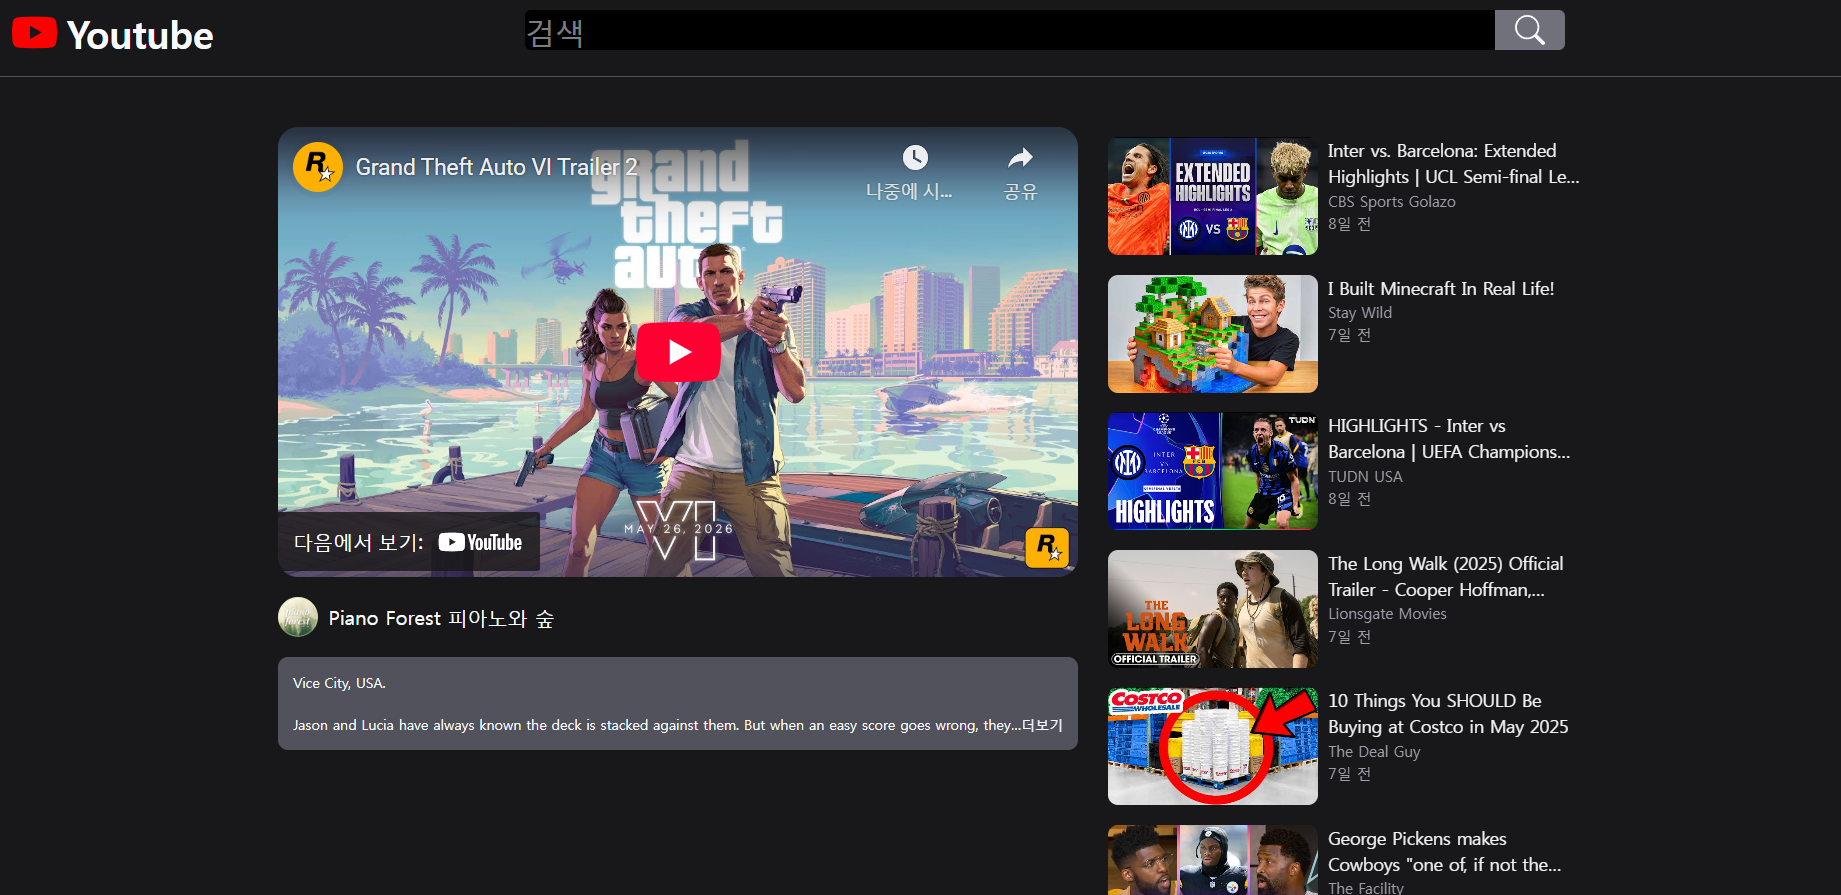 Youtube
검색
Grand Theft Auto VI Trailer 2
나중에 시...
공유
grand
theft
auto
VI
MAY 26, 2026
다음에서 보기: YouTube
R
Piano Forest 피아노와 숲
Vice City, USA.
Jason and Lucia have always known the deck is stacked against them. But when an easy score goes wrong, they...더보기
EXTENDED
HIGHLIGHTS
VS
Inter vs. Barcelona: Extended
Highlights | UCL Semi-final Le...
CBS Sports Golazo
8일 전
I Built Minecraft In Real Life!
Stay Wild
7일 전
TUDN
INTER
VS
BARCELONA
HIGHLIGHTS
HIGHLIGHTS - Inter vs
Barcelona | UEFA Champions...
TUDN USA
8일 전
THE
LONG
WALK
OFFICIAL TRAILER
The Long Walk (2025) Official
Trailer - Cooper Hoffman,...
Lionsgate Movies
7일 전
COSTCO
WHOLESALE
10 Things You SHOULD Be
Buying at Costco in May 2025
The Deal Guy
7일 전
George Pickens makes
Cowboys "one of, if not the...
The Facility